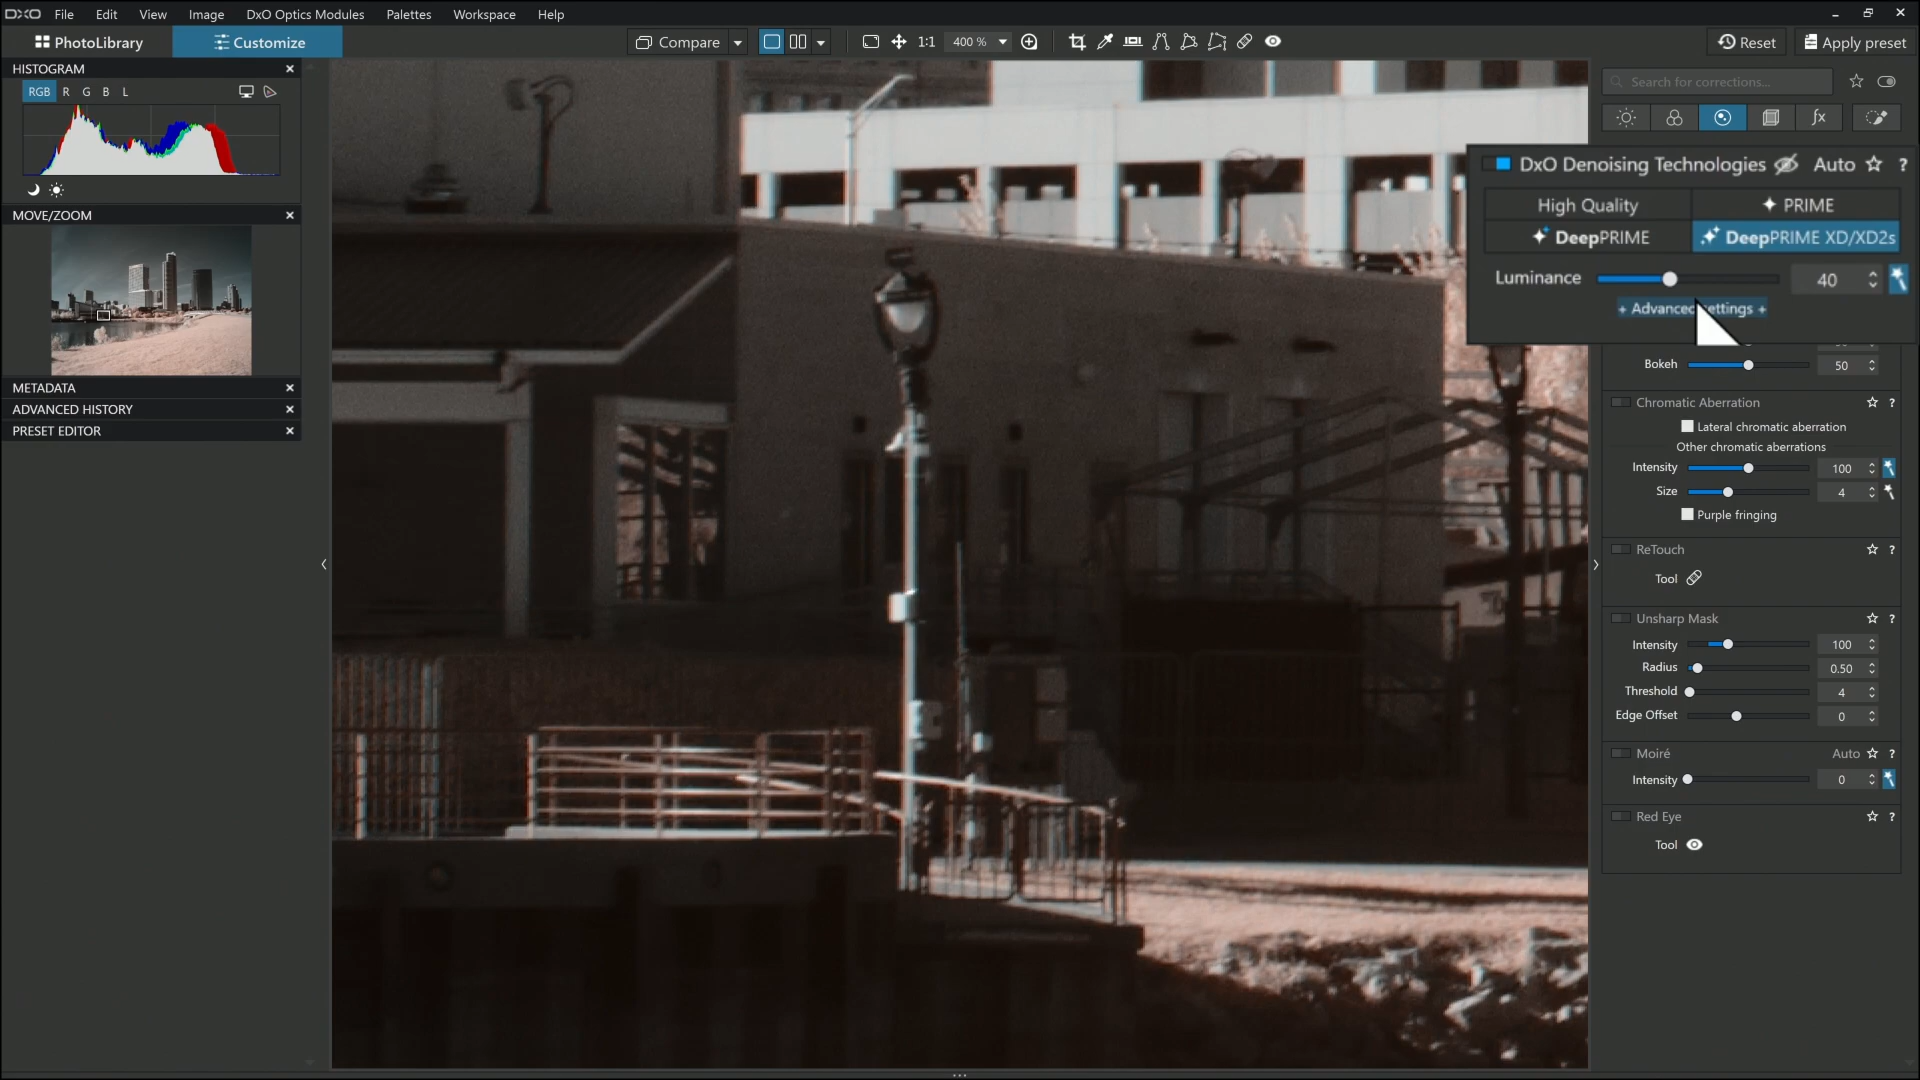 DXO File Edit View Image DxO Optics Modules Palettes Workspace Help
PhotoLibrary Customize Compare 1:1 400 % Reset Apply preset
HISTOGRAM
RGB R G B L
MOVE/ZOOM
METADATA
ADVANCED HISTORY
PRESET EDITOR
Search for corrections...
fx
DxO Denoising Technologies Auto ?
High Quality PRIME
DeepPRIME DeepPRIME XD/XD2s
Luminance 40
+ Advanced settings +
Bokeh 50
Chromatic Aberration ?
Lateral chromatic aberration
Other chromatic aberrations
Intensity 100
Size 4
Purple fringing
ReTouch ?
Tool
Unsharp Mask ?
Intensity 100
Radius 0.50
Threshold 4
Edge Offset 0
Moiré Auto ?
Intensity 0
Red Eye ?
Tool